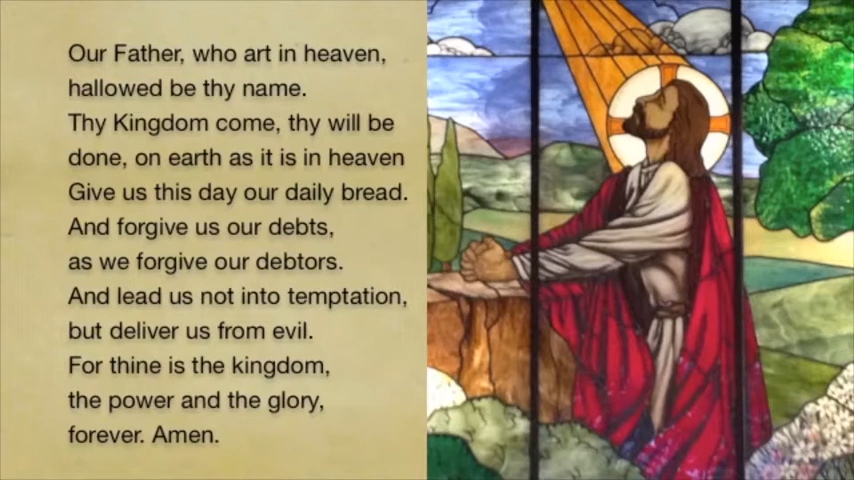 Our Father, who art in heaven,
hallowed be thy name.
Thy Kingdom come, thy will be
done, on earth as it is in heaven
Give us this day our daily bread.
And forgive us our debts,
as we forgive our debtors.
And lead us not into temptation,
but deliver us from evil.
For thine is the kingdom,
the power and the glory,
forever. Amen.